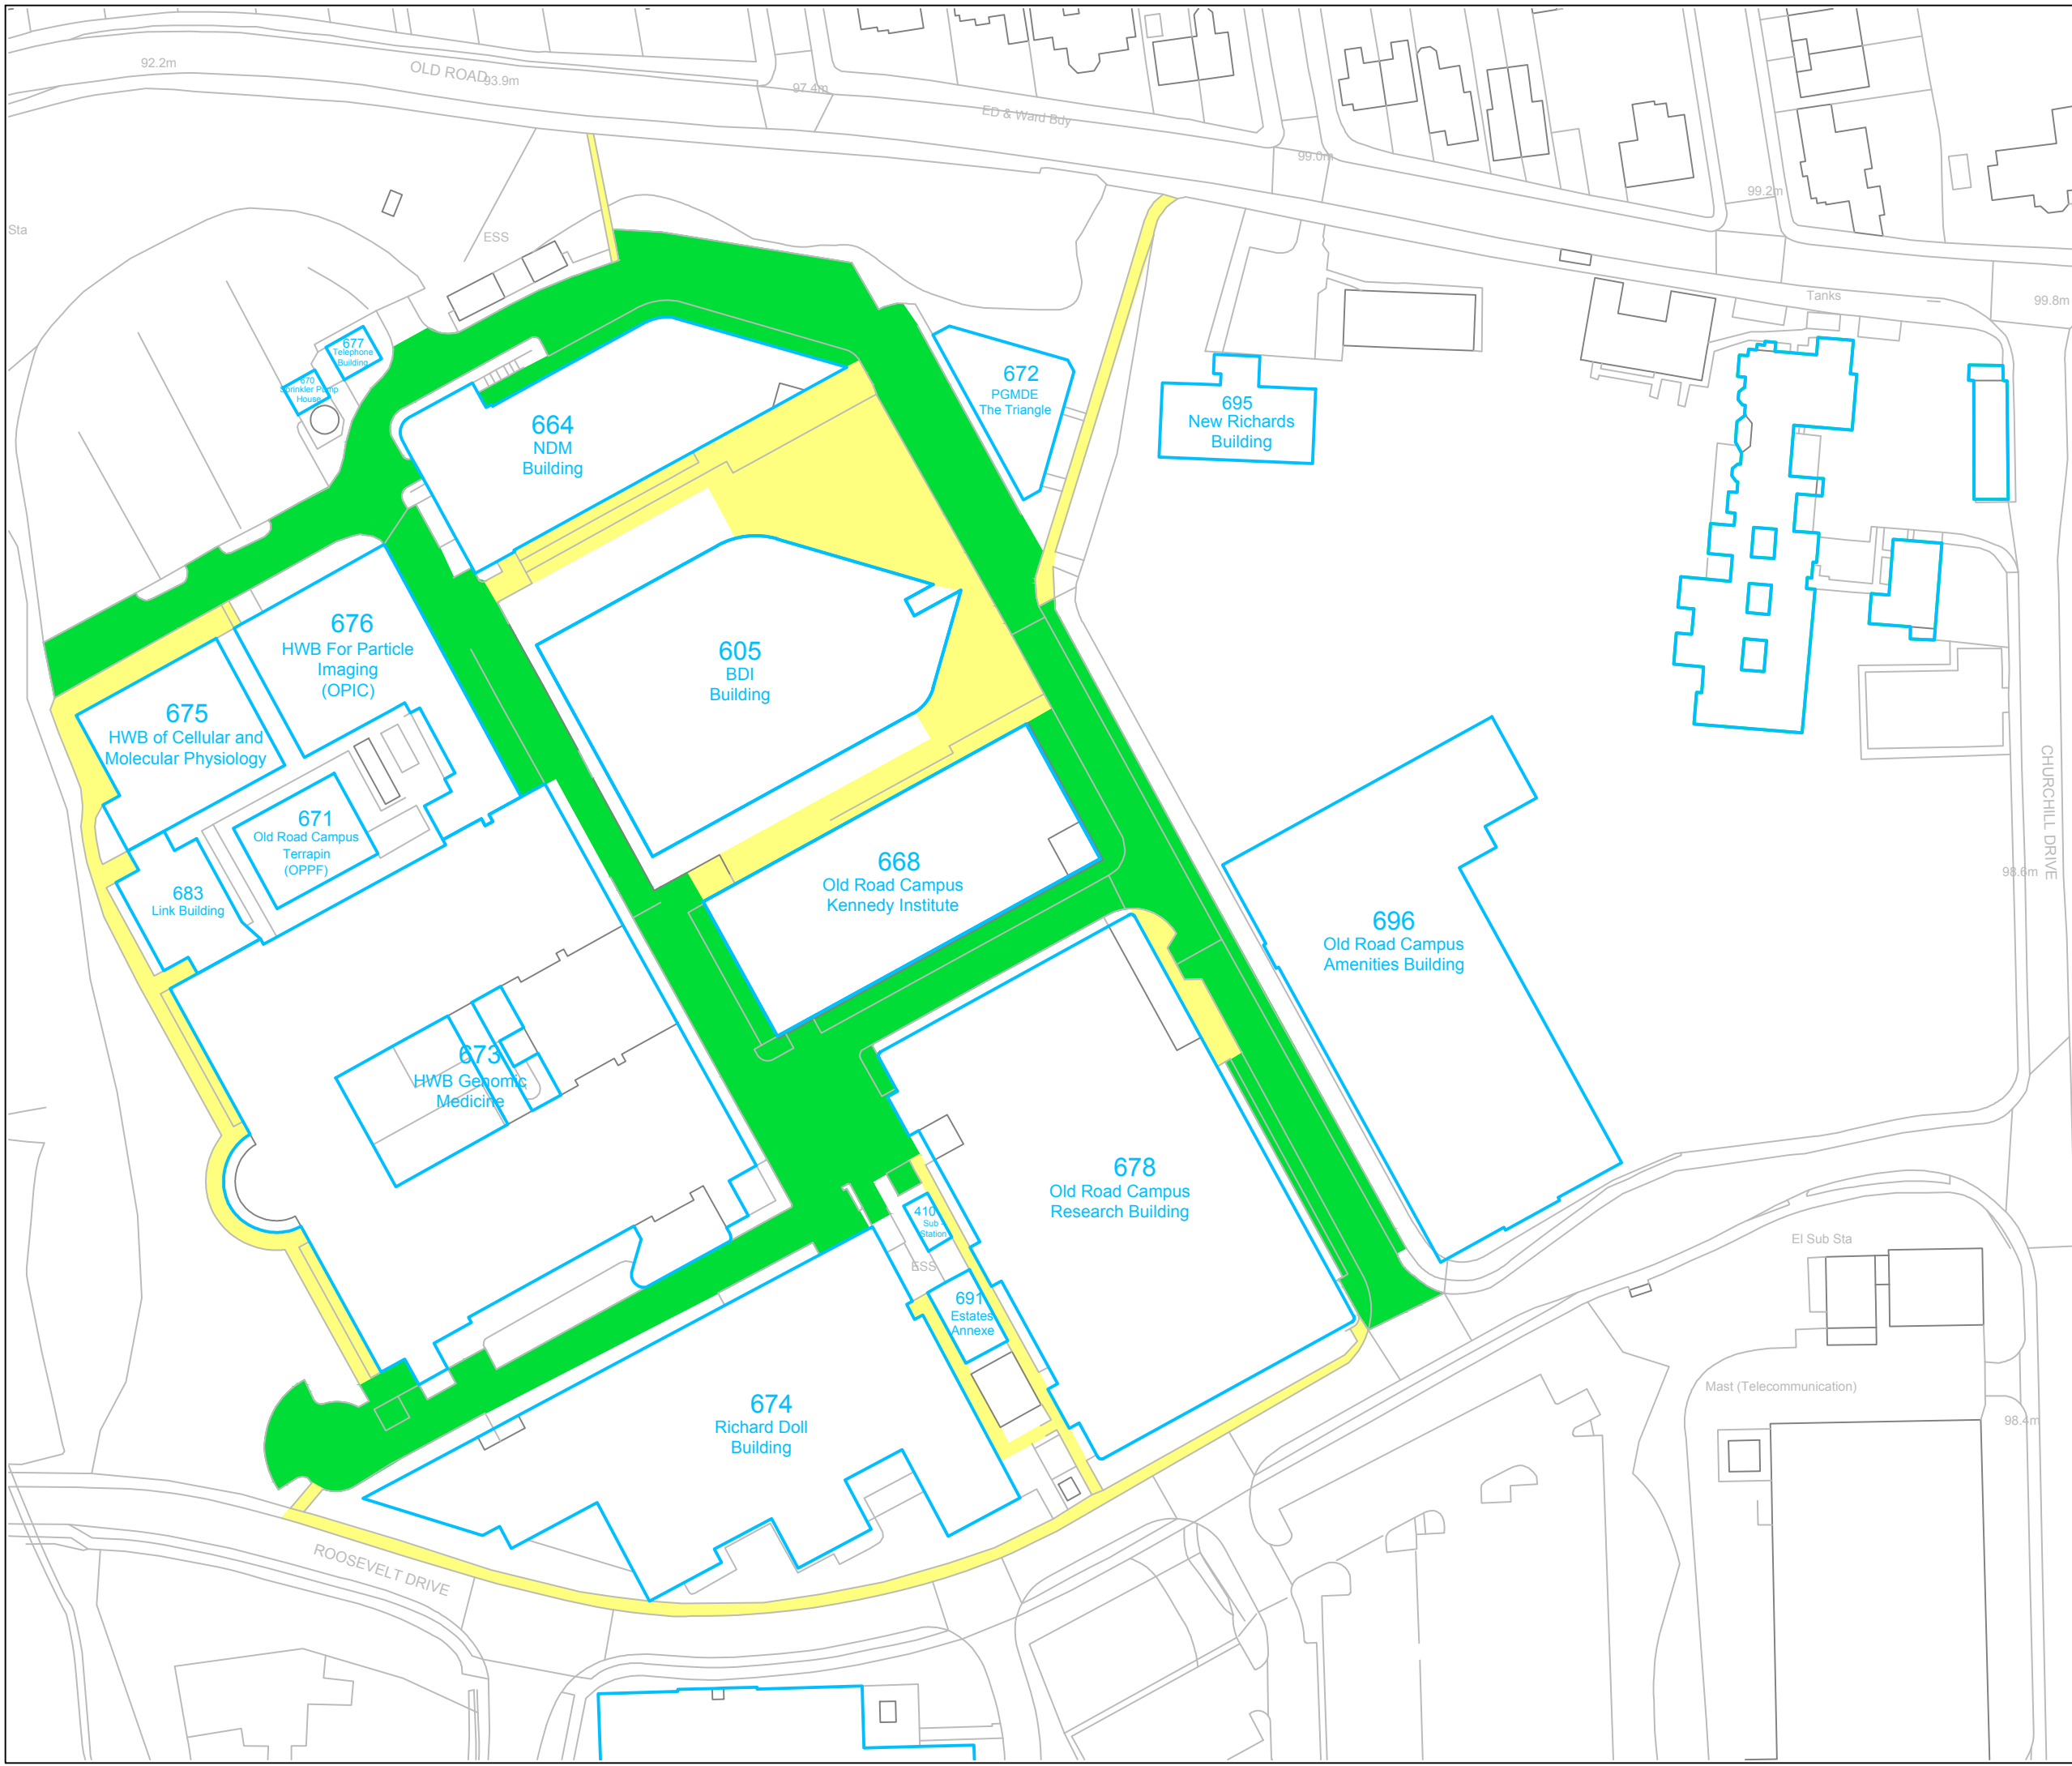 92.2m
OLD ROAD
93.9m
97.4m
ED & Ward Bdy
99.0m
99.2m
Sta
ESS
Tanks
99.8m
677
Telephone
Building
670
Sprinkler Pump
House
672
PGMDE
The Triangle
695
New Richards
Building
664
NDM
Building
676
HWB For Particle
Imaging
(OPIC)
605
BDI
Building
675
HWB of Cellular and
Molecular Physiology
671
Old Road Campus
Terrapin
(OPPF)
CHURCHILL DRIVE
683
Link Building
668
Old Road Campus
Kennedy Institute
98.6m
696
Old Road Campus
Amenities Building
673
HWB Genomic
Medicine
678
Old Road Campus
Research Building
410
Sub -
Station
ESS
El Sub Sta
691
Estates
Annexe
674
Richard Doll
Building
Mast (Telecommunication)
98.4m
ROOSEVELT DRIVE